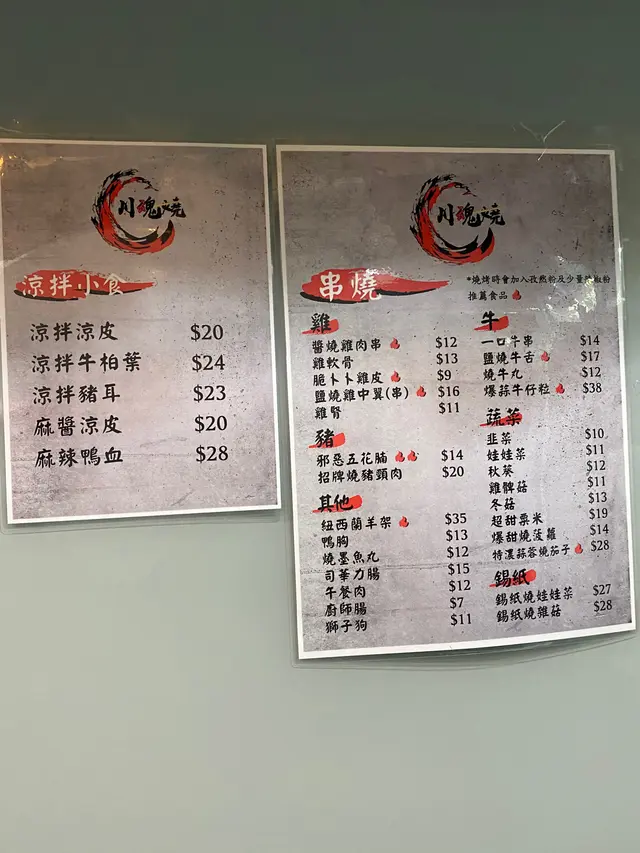 川魂燒
涼拌小食
涼拌涼皮 $20
涼拌牛柏葉 $24
涼拌豬耳 $23
麻醬涼皮 $20
麻辣鴨血 $28
川魂燒
串燒
*燒烤時會加入孜然粉及少量辣椒粉
推薦食品
雞
醬燒雞肉串 $12
雞軟骨 $13
脆卜卜雞皮 $9
鹽燒雞中翼(串) $16
雞腎 $11
豬
邪惡五花腩 $14
招牌燒豬頸肉 $20
其他
紐西蘭羊架 $35
鴨胸 $13
燒墨魚丸 $12
司華力腸 $15
午餐肉 $12
廚師腸 $7
獅子狗 $11
牛
一口牛串 $14
鹽燒牛舌 $17
燒牛丸 $12
爆蒜牛仔粒 $38
蔬菜
韭菜 $10
娃娃菜 $11
秋葵 $12
雞髀菇 $11
冬菇 $13
超甜粟米 $19
爆甜燒菠蘿 $14
特濃蒜蓉燒茄子 $28
錫紙
錫紙燒娃娃菜 $27
錫紙燒雜菇 $28